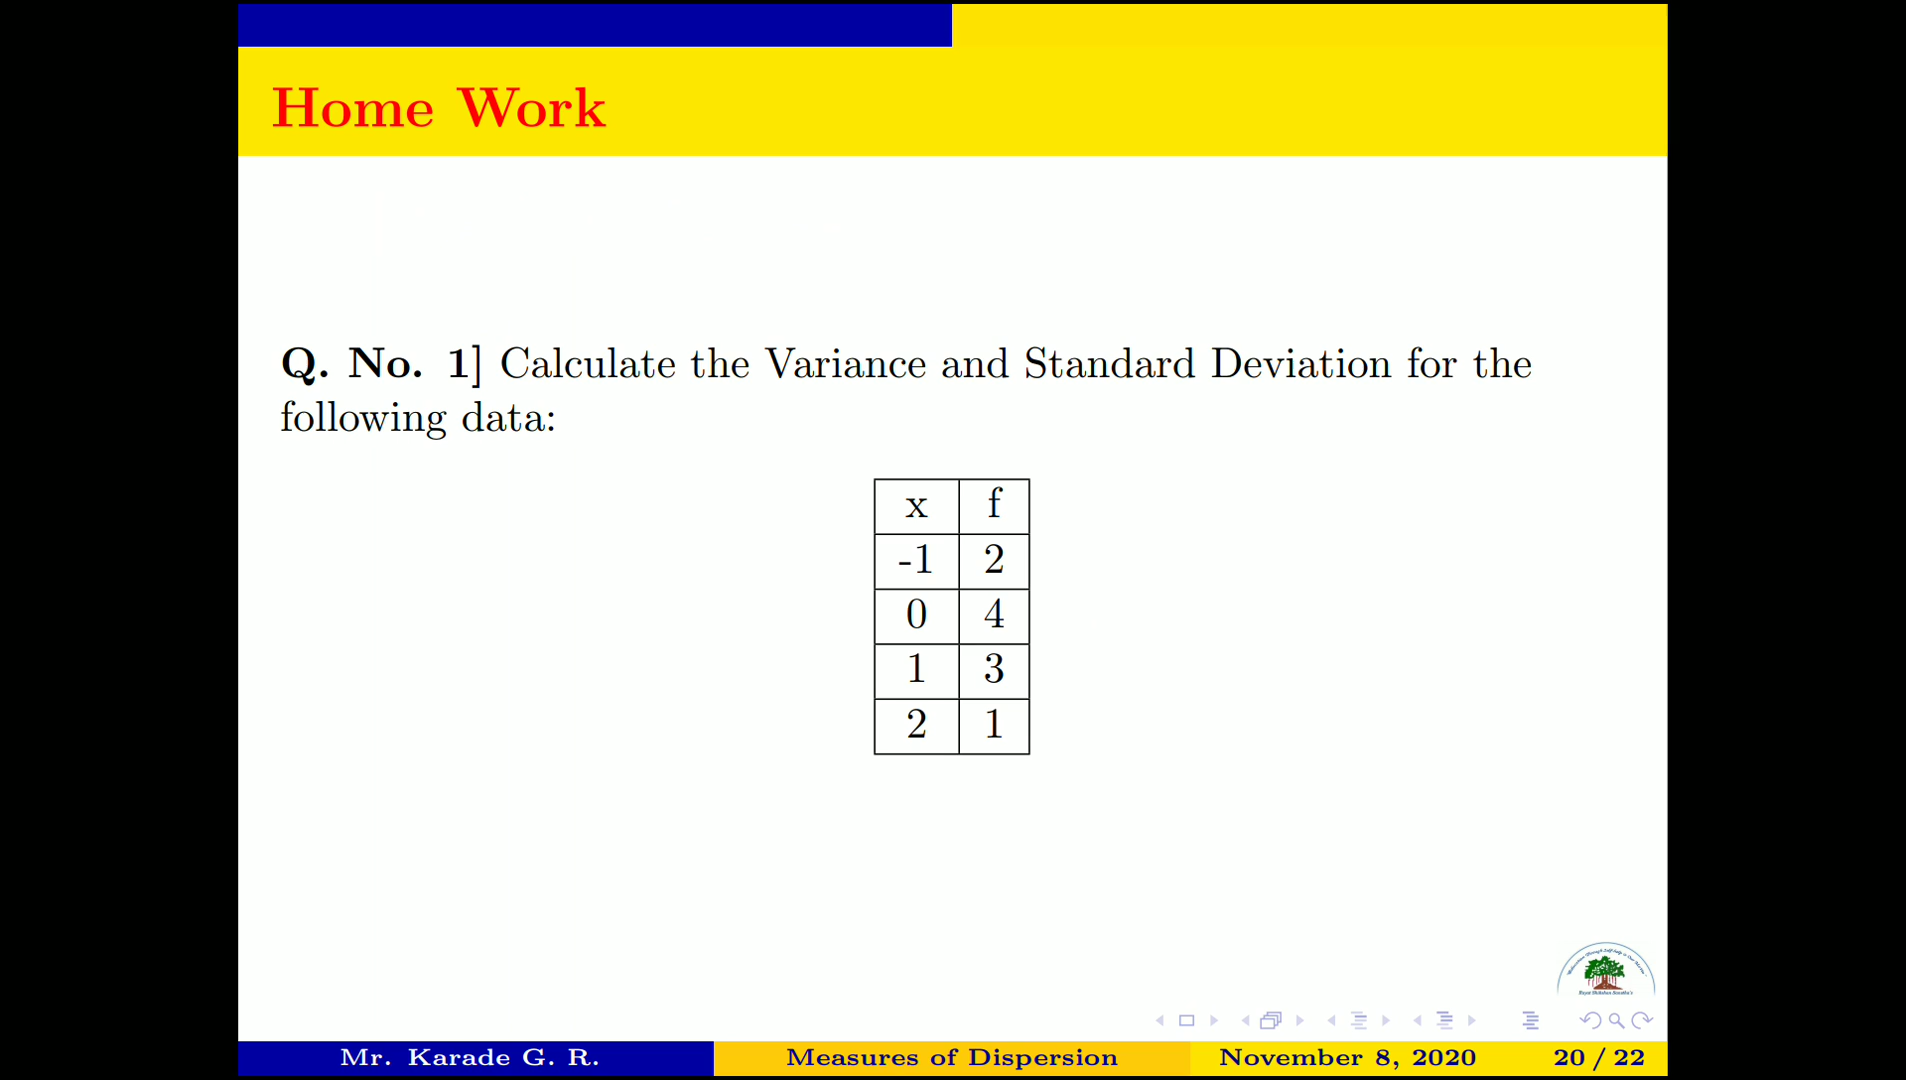 Home Work
Q. No. 1] Calculate the Variance and Standard Deviation for the
following data:
x f
-1 2
0 4
1 3
2 1
Mr. Karade G. R. Measures of Dispersion November 8, 2020 20 / 22